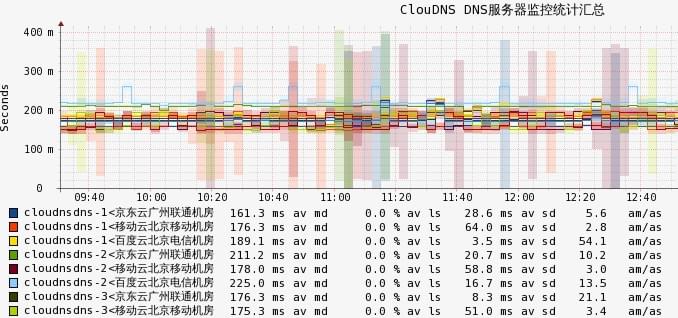 ClouDNS DNS服务器监控统计汇总
400 m
300 m
200 m
100 m
0
Seconds
09:40 10:00 10:20 10:40 11:00 11:20 11:40 12:00 12:20 12:40
cloudnsdns-1<京东云广州联通机房 161.3 ms av md 0.0 % av ls 28.6 ms av sd 5.6 am/as
cloudnsdns-1<移动云北京移动机房 176.3 ms av md 0.0 % av ls 64.0 ms av sd 2.8 am/as
cloudnsdns-1<百度云北京电信机房 189.1 ms av md 0.0 % av ls 3.5 ms av sd 54.1 am/as
cloudnsdns-2<京东云广州联通机房 211.2 ms av md 0.0 % av ls 20.7 ms av sd 10.2 am/as
cloudnsdns-2<移动云北京移动机房 178.0 ms av md 0.0 % av ls 58.8 ms av sd 3.0 am/as
cloudnsdns-2<百度云北京电信机房 225.0 ms av md 0.0 % av ls 16.7 ms av sd 13.5 am/as
cloudnsdns-3<京东云广州联通机房 176.3 ms av md 0.0 % av ls 8.3 ms av sd 21.1 am/as
cloudnsdns-3<移动云北京移动机房 175.3 ms av md 0.0 % av ls 51.0 ms av sd 3.4 am/as